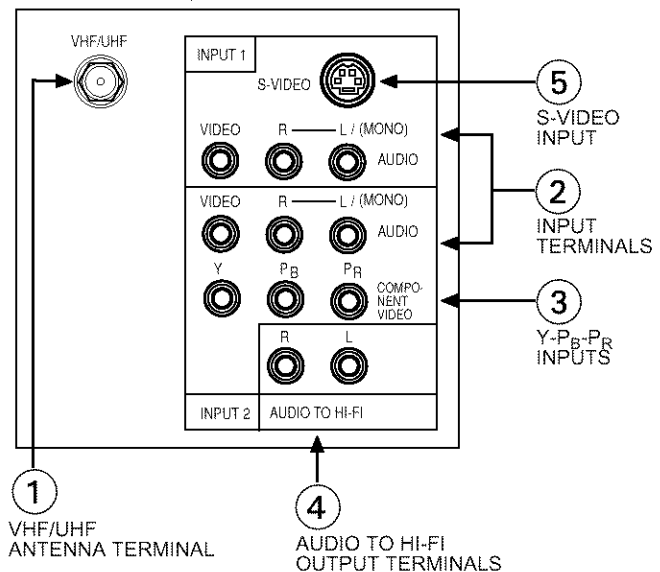 VHF/UHF
INPUT 1
S-VIDEO
VIDEO R L / (MONO)
AUDIO
VIDEO R L / (MONO)
AUDIO
Y PB PR
COMPO-
NENT
VIDEO
R L
INPUT 2 AUDIO TO HI-FI
5
S-VIDEO
INPUT
2
INPUT
TERMINALS
3
Y-PB-PR
INPUTS
1
VHF/UHF
ANTENNA TERMINAL
4
AUDIO TO HI-FI
OUTPUT TERMINALS